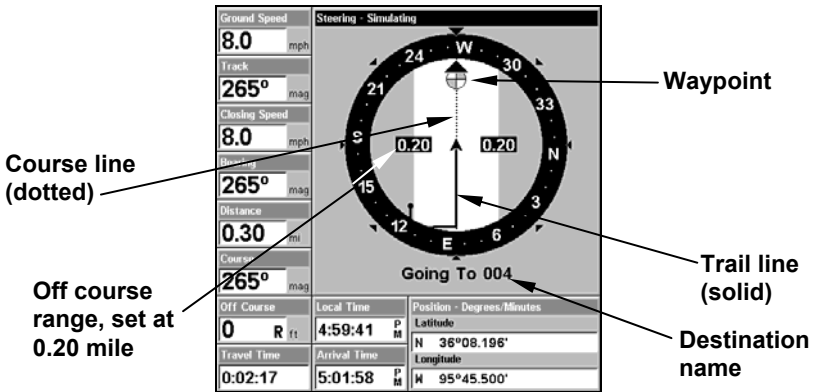 Ground Speed
8.0 mph
Track
265º mag
Closing Speed
8.0 mph
Bearing
265º mag
Distance
0.30 mi
Course
265º mag
Off Course
0 R ft
Travel Time
0:02:17
Steering - Simulating
24 W 30
21 33
S 0.20 0.20 N
15 3
12 E 6
Going To 004
Local Time
4:59:41 PM
Arrival Time
5:01:58 PM
Position - Degrees/Minutes
Latitude
N 36º08.196'
Longitude
W 95º45.500'
Course line
(dotted)
Off course
range, set at
0.20 mile
Waypoint
Trail line
(solid)
Destination
name